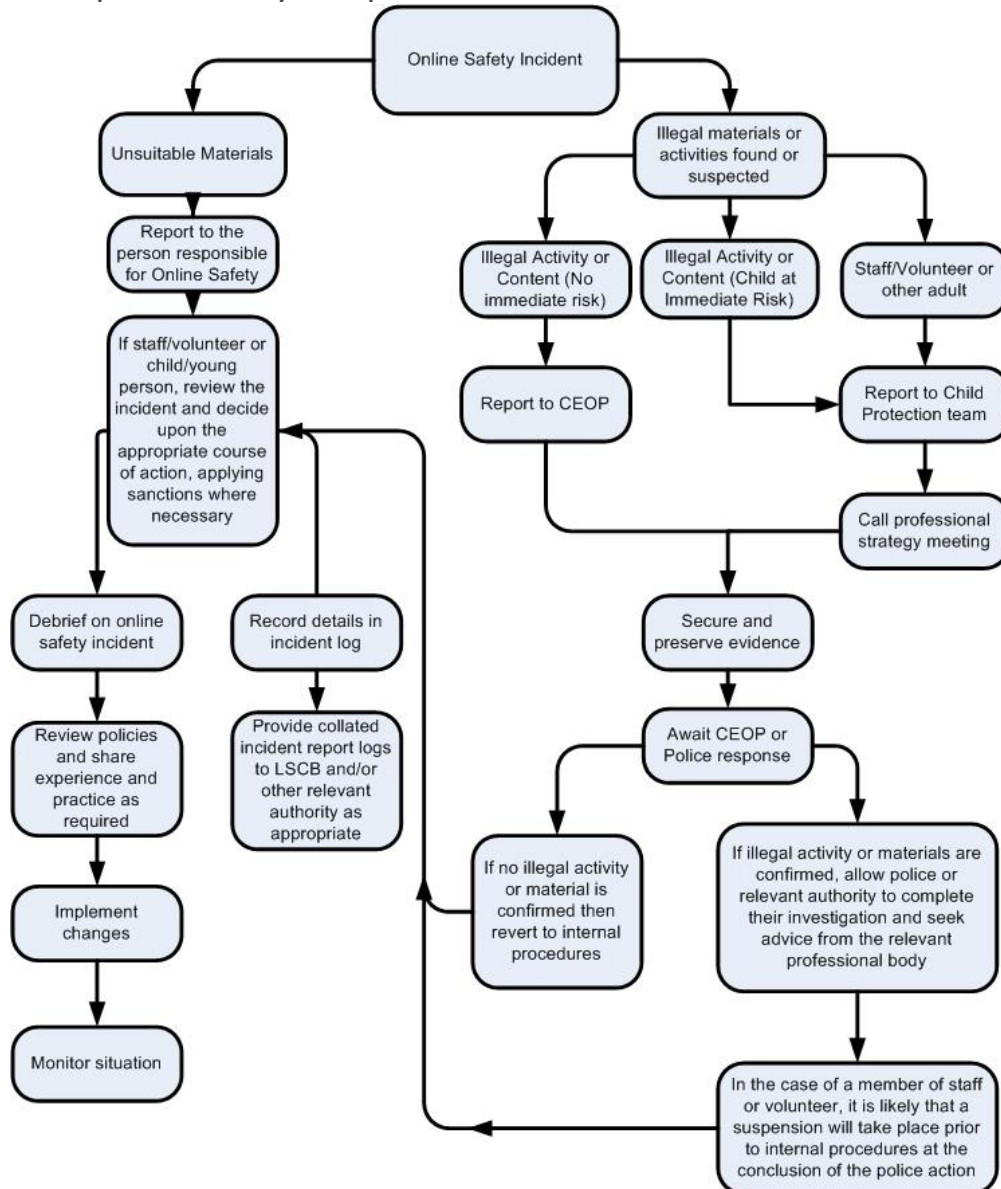 Online Safety Incident
Unsuitable Materials
Illegal materials or
activities found or
suspected
Report to the
person responsible
for Online Safety
Illegal Activity or
Content (No
immediate risk)
Illegal Activity or
Content (Child at
Immediate Risk)
Staff/Volunteer or
other adult
If staff/volunteer or
child/young
person, review the
incident and decide
upon the
appropriate course
of action, applying
sanctions where
necessary
Report to CEOP
Report to Child
Protection team
Call professional
strategy meeting
Debrief on online
safety incident
Record details in
incident log
Secure and
preserve evidence
Review policies
and share
experience and
practice as
required
Provide collated
incident report logs
to LSCB and/or
other relevant
authority as
appropriate
Await CEOP or
Police response
If no illegal activity
or material is
confirmed then
revert to internal
procedures
If illegal activity or materials are
confirmed, allow police or
relevant authority to complete
their investigation and seek
advice from the relevant
professional body
Implement
changes
Monitor situation
In the case of a member of staff
or volunteer, it is likely that a
suspension will take place prior
to internal procedures at the
conclusion of the police action